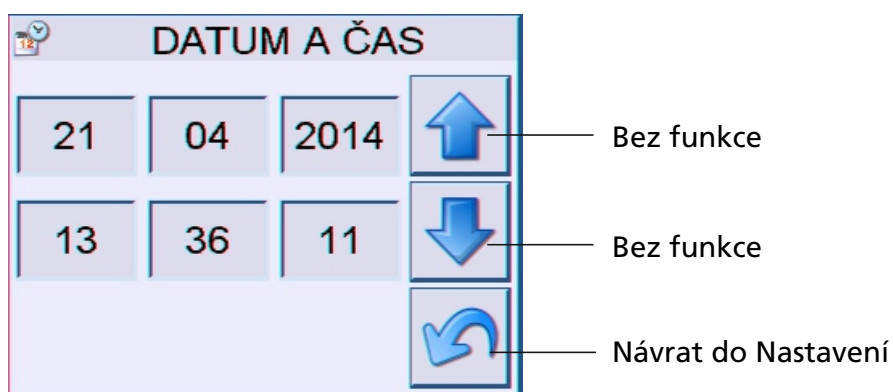 DATUM A ČAS
21 04 2014
Bez funkce
13 36 11
Bez funkce
Návrat do Nastavení